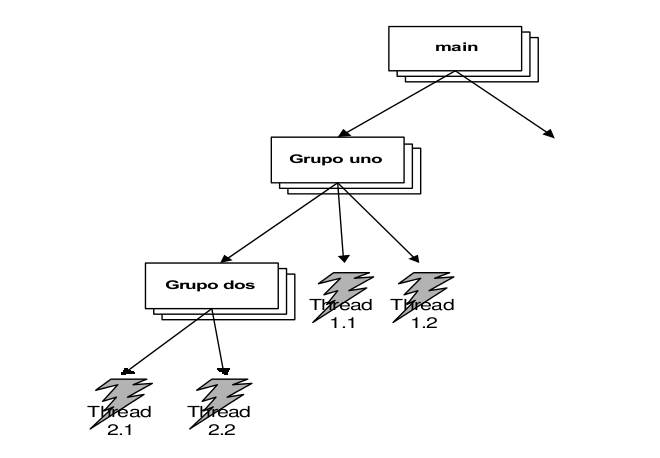 main
Grupo uno
Grupo dos
Thread
1.1
Thread
1.2
Thread
2.1
Thread
2.2